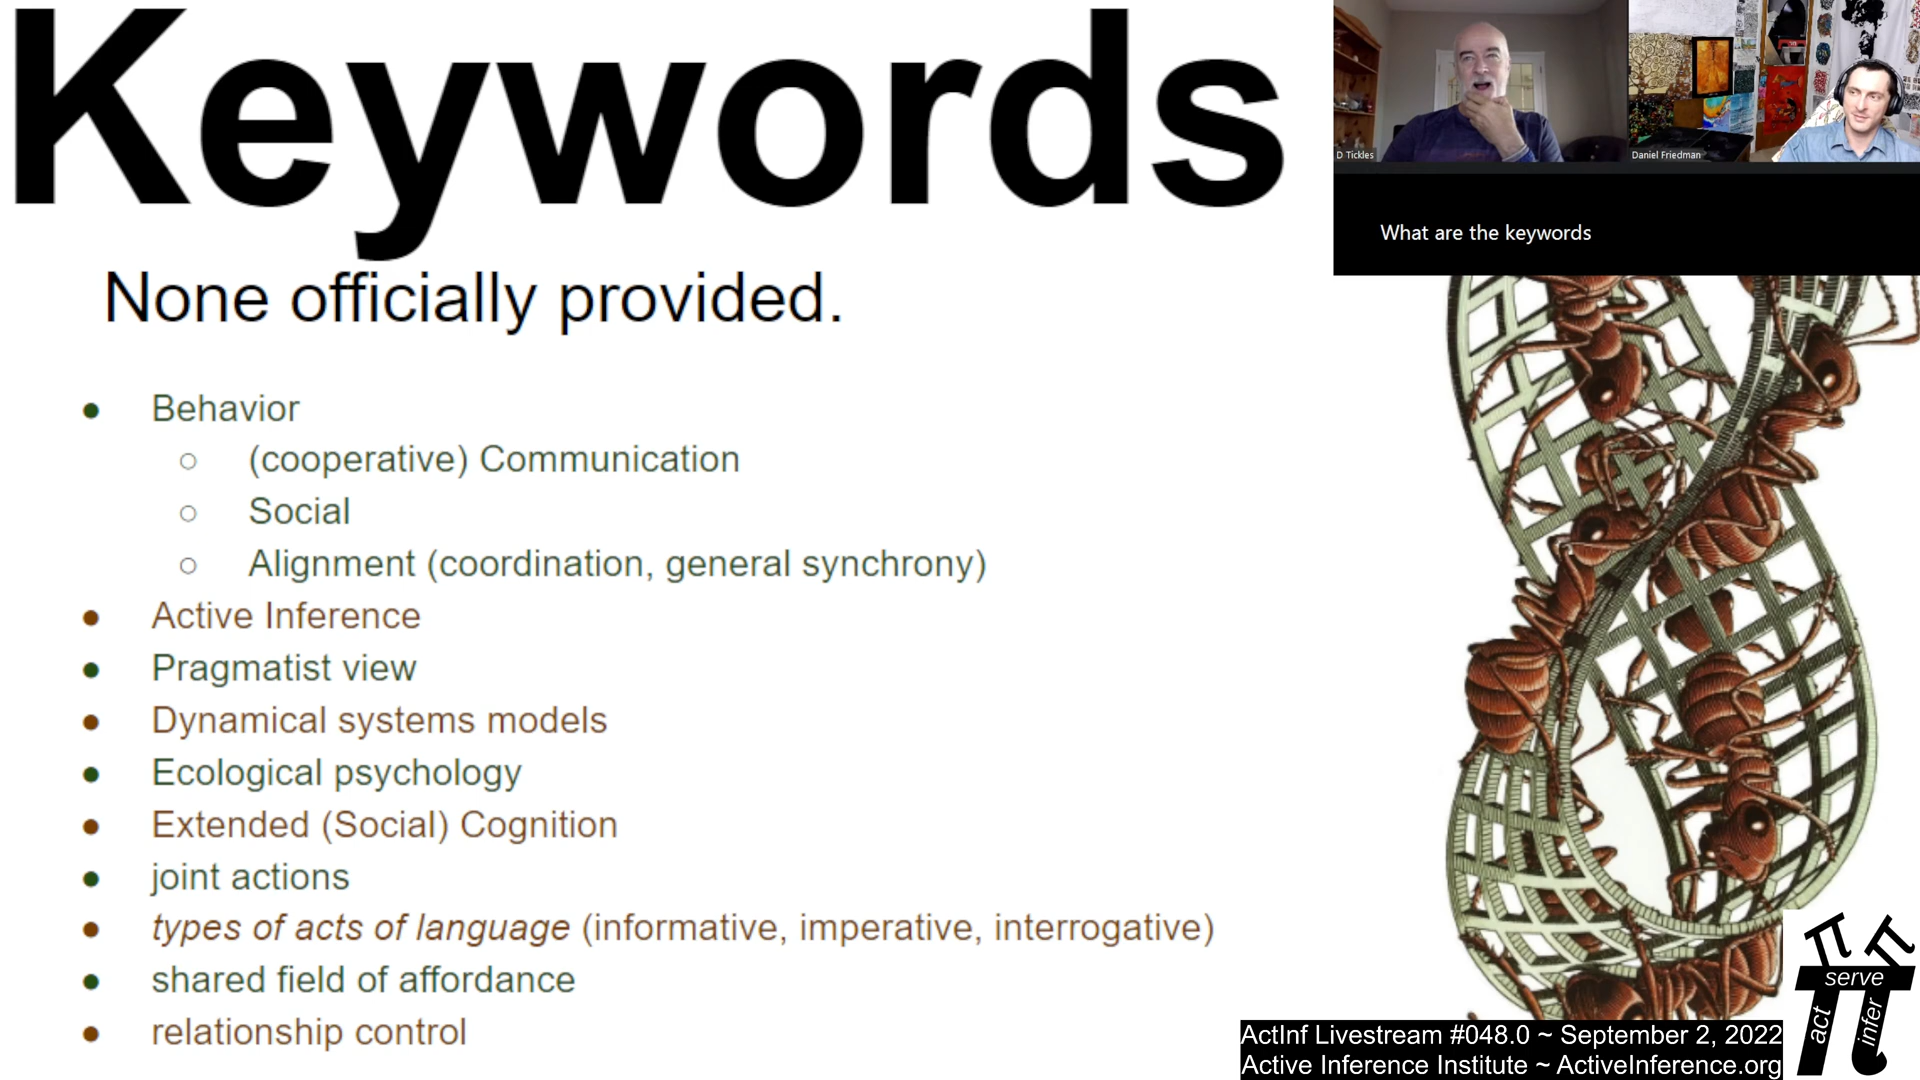 Keywords
None officially provided.
Behavior
(cooperative) Communication
Social
Alignment (coordination, general synchrony)
Active Inference
Pragmatist view
Dynamical systems models
Ecological psychology
Extended (Social) Cognition
joint actions
types of acts of language (informative, imperative, interrogative)
shared field of affordance
relationship control
D Tickles
Daniel Friedman
What are the keywords
serve
act
infer
ActInf Livestream #048.0 ~ September 2, 2022
Active Inference Institute ~ ActiveInference.org